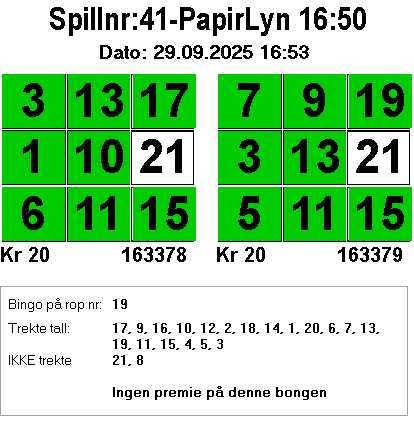 Spillnr:41-PapirLyn 16:50
Dato: 29.09.2025 16:53
3 13 17 7 9 19
1 10 21 3 13 21
6 11 15 5 11 15
Kr 20 163378 Kr 20 163379
Bingo på rop nr: 19
Trekte tall: 17, 9, 16, 10, 12, 2, 18, 14, 1, 20, 6, 7, 13,
19, 11, 15, 4, 5, 3
IKKE trekte 21, 8
Ingen premie på denne bongen